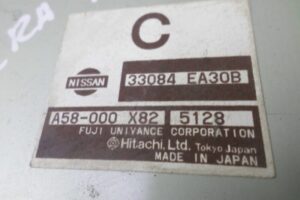 C
NISSAN
33084 EA30B
A58-000 X82 5128
FUJI UNIVANCE CORPORATION
Hitachi, Ltd. Tokyo Japan
MADE IN JAPAN